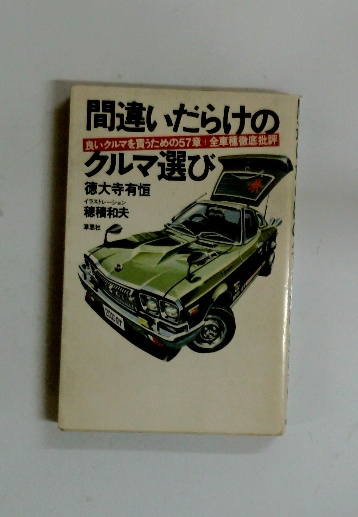 間違いだらけの
良いクルマを買うための57章+全車種徹底批評
クルマ選び
徳大寺有恒
イラストレーション
穂積和夫
草思社